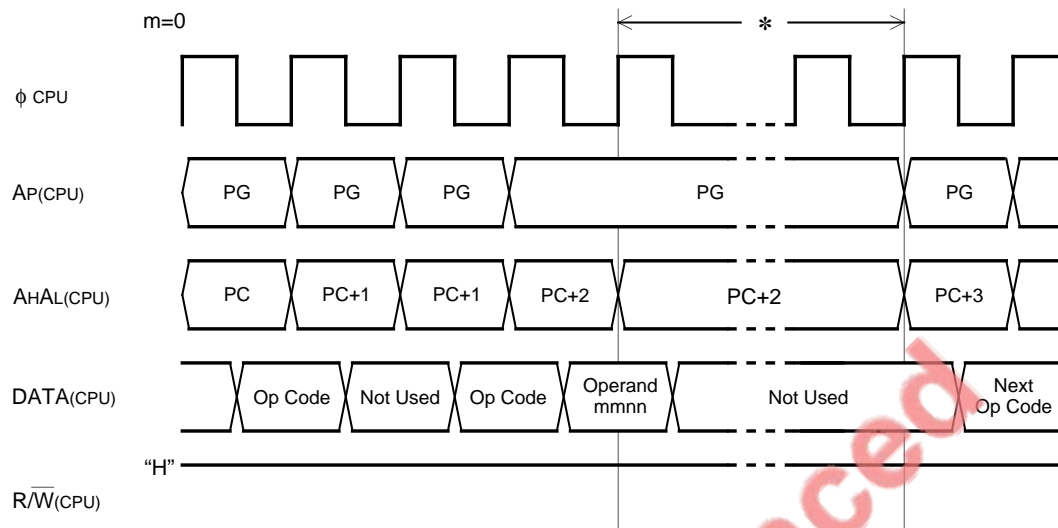 m=0
*
ϕ CPU
AP(CPU)
PG PG PG PG PG
AHAL(CPU)
PC PC+1 PC+1 PC+2 PC+2 PC+3
DATA(CPU)
Op Code Not Used Op Code Operand mmnn Not Used Next Op Code
“H”
R/W̅(CPU)